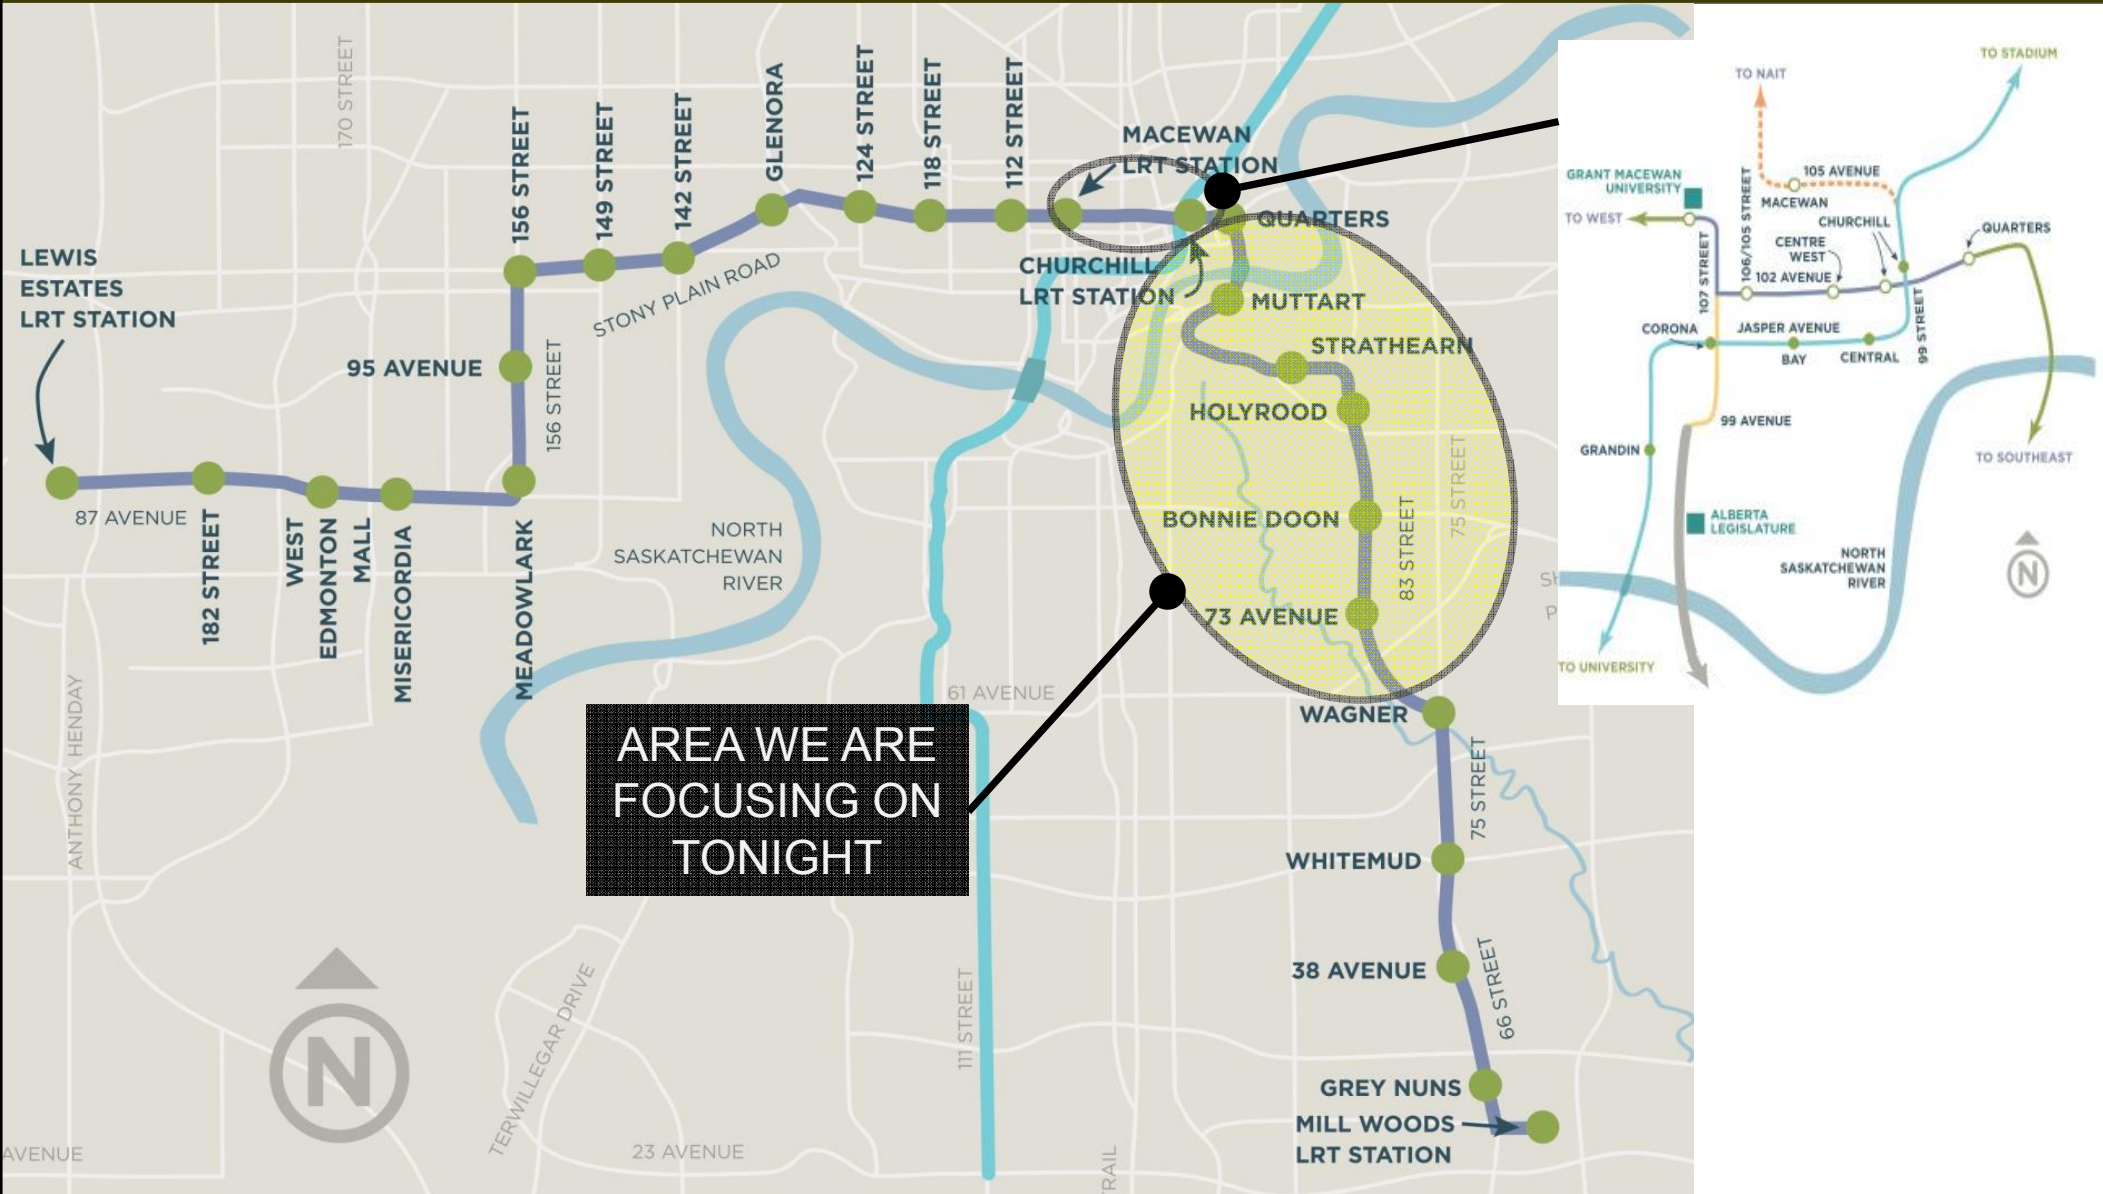 170 STREET
156 STREET
149 STREET
142 STREET
GLENORA
124 STREET
118 STREET
112 STREET
MACEWAN
LRT STATION
QUARTERS
CHURCHILL
LRT STATION
MUTTART
STRATHEARN
HOLYROOD
BONNIE DOON
73 AVENUE
83 STREET
75 STREET
LEWIS
ESTATES
LRT STATION
STONY PLAIN ROAD
95 AVENUE
156 STREET
87 AVENUE
182 STREET
WEST
EDMONTON
MALL
MISERICORDIA
MEADOWLARK
NORTH
SASKATCHEWAN
RIVER
61 AVENUE
AREA WE ARE
FOCUSING ON
TONIGHT
ANTHONY HENDAY
WAGNER
75 STREET
WHITEMUD
38 AVENUE
66 STREET
GREY NUNS
MILL WOODS
LRT STATION
N
TERWILLEGAR DRIVE
111 STREET
23 AVENUE
AVENUE
RAIL
SH
P
TO STADIUM
TO NAIT
GRANT MACEWAN
UNIVERSITY
106/105 STREET
105 AVENUE
MACEWAN
TO WEST
CHURCHILL
QUARTERS
107 STREET
CENTRE
WEST
102 AVENUE
CORONA
JASPER AVENUE
BAY
CENTRAL
99 STREET
99 AVENUE
GRANDIN
TO SOUTHEAST
ALBERTA
LEGISLATURE
NORTH
SASKATCHEWAN
RIVER
N
TO UNIVERSITY